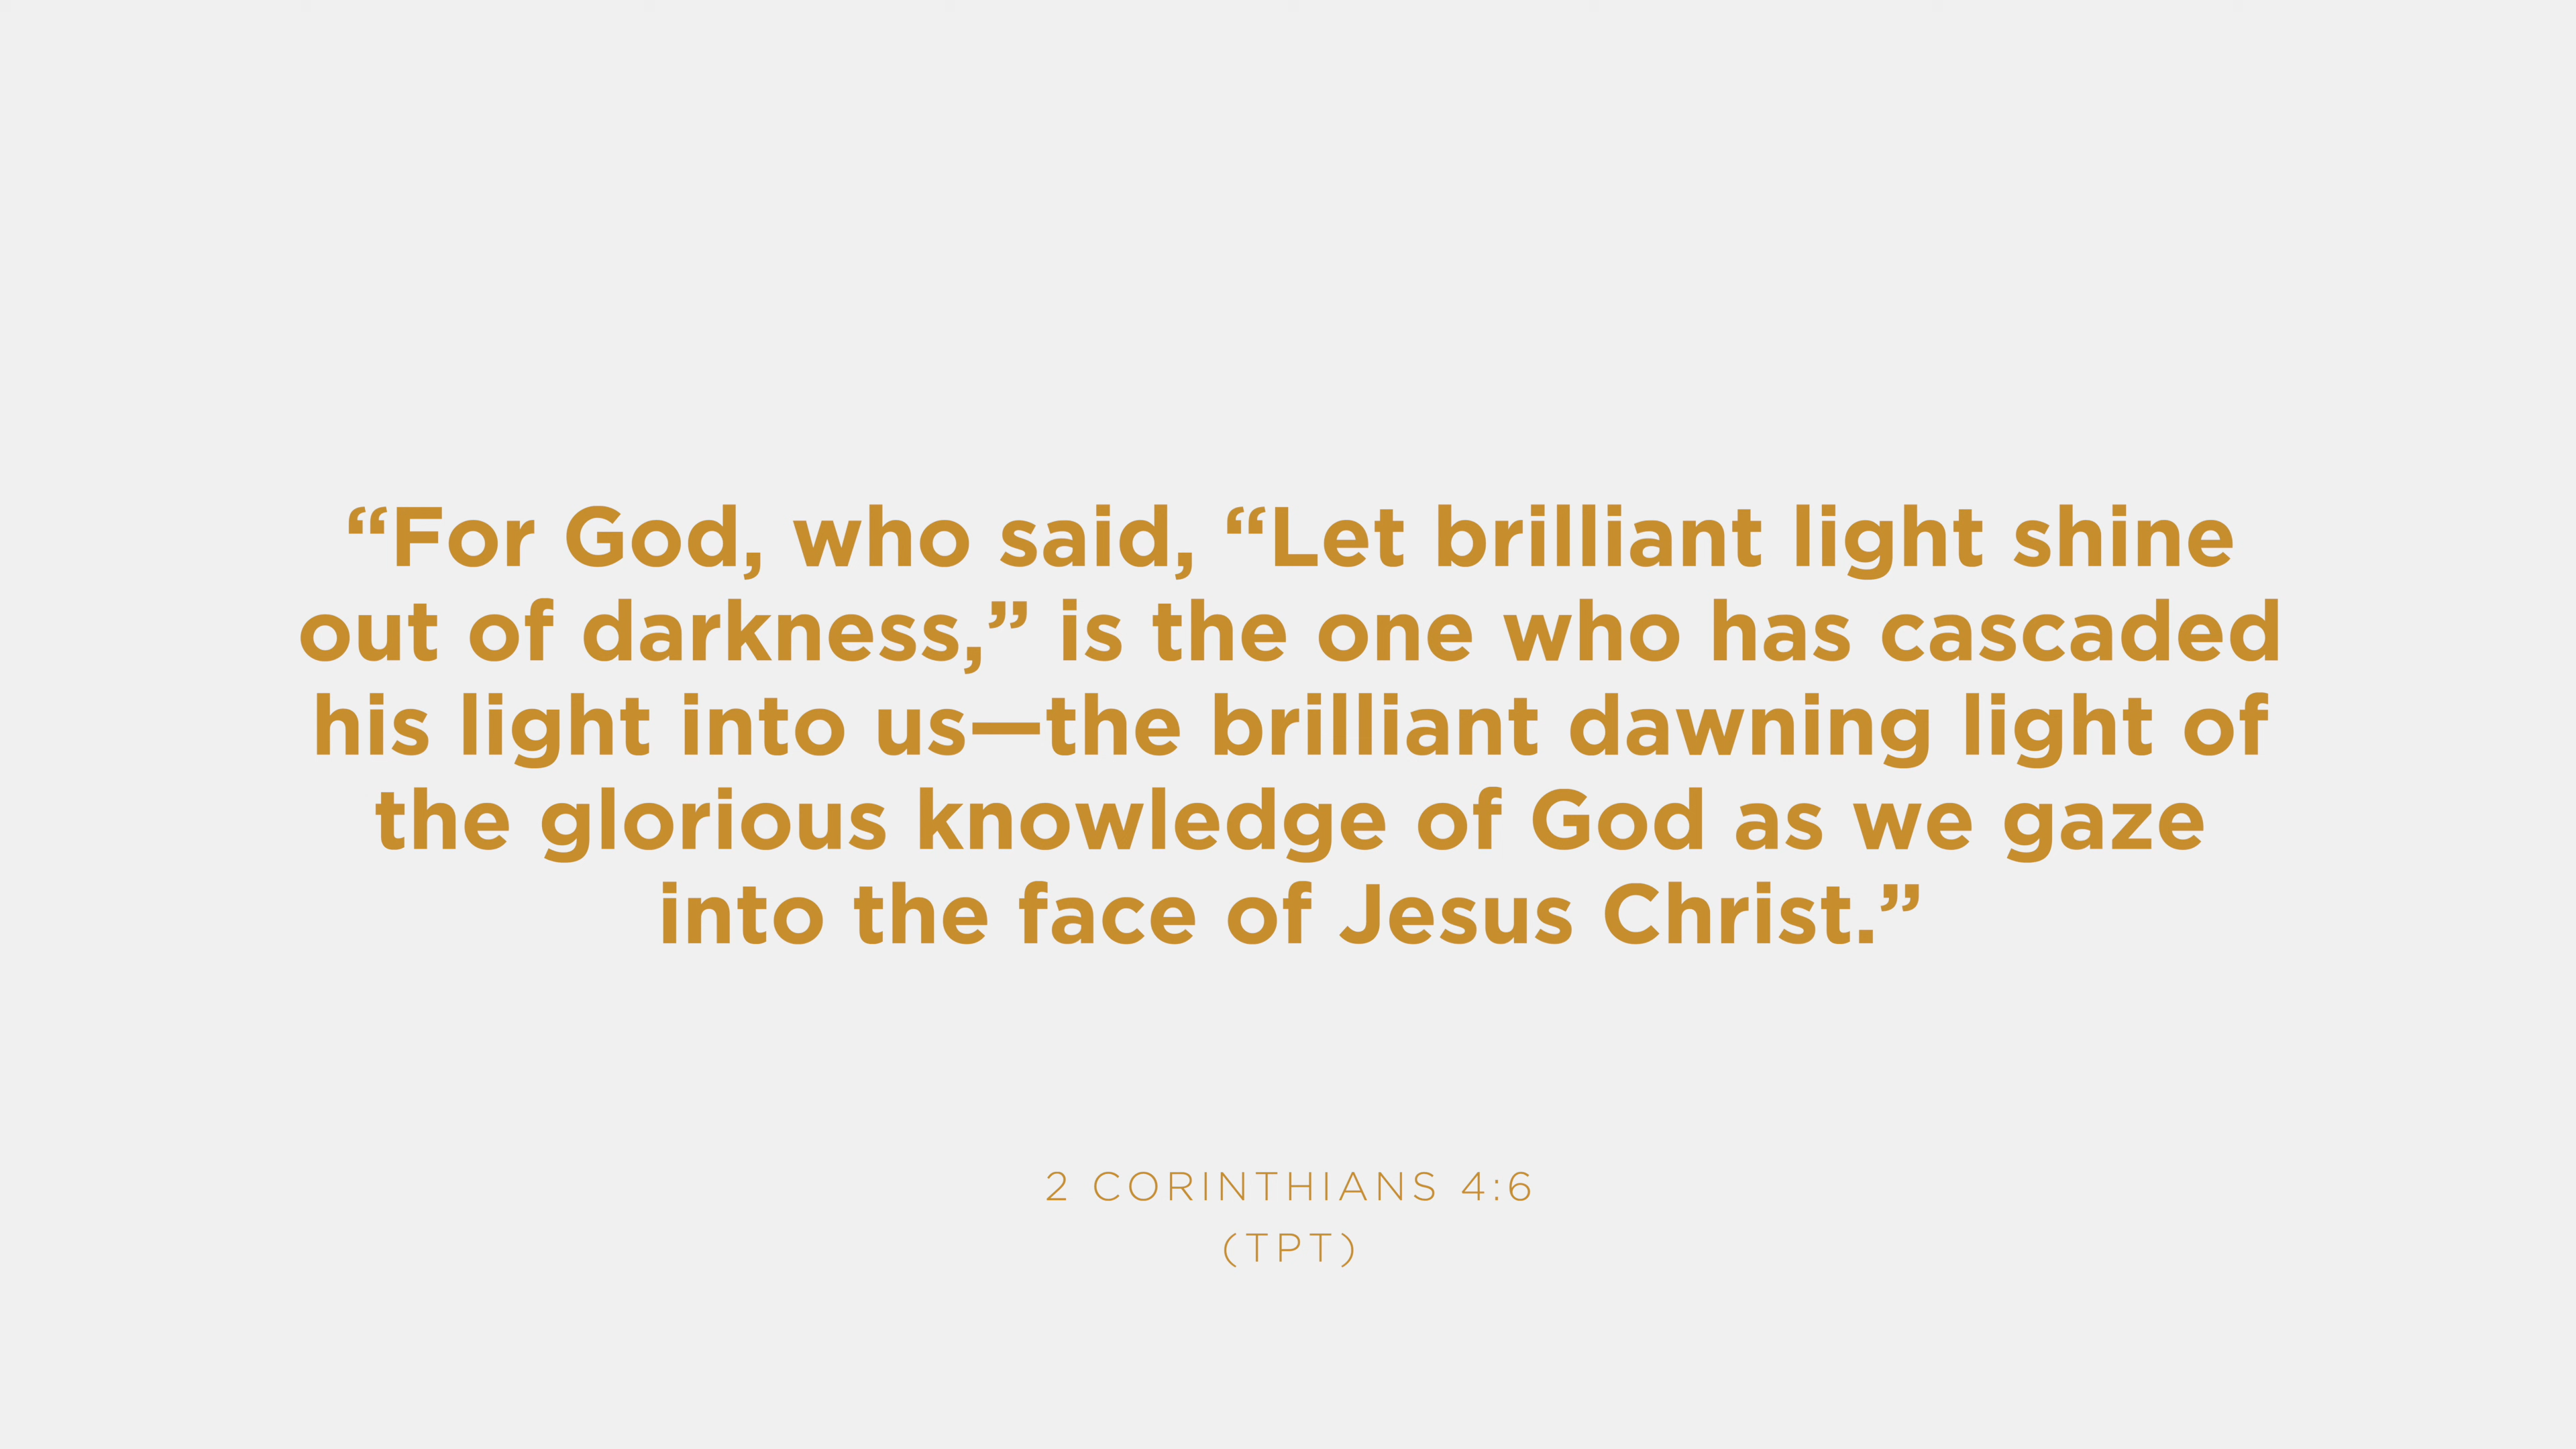 “For God, who said, “Let brilliant light shine
out of darkness,” is the one who has cascaded
his light into us—the brilliant dawning light of
the glorious knowledge of God as we gaze
into the face of Jesus Christ.”
2 CORINTHIANS 4:6
(TPT)